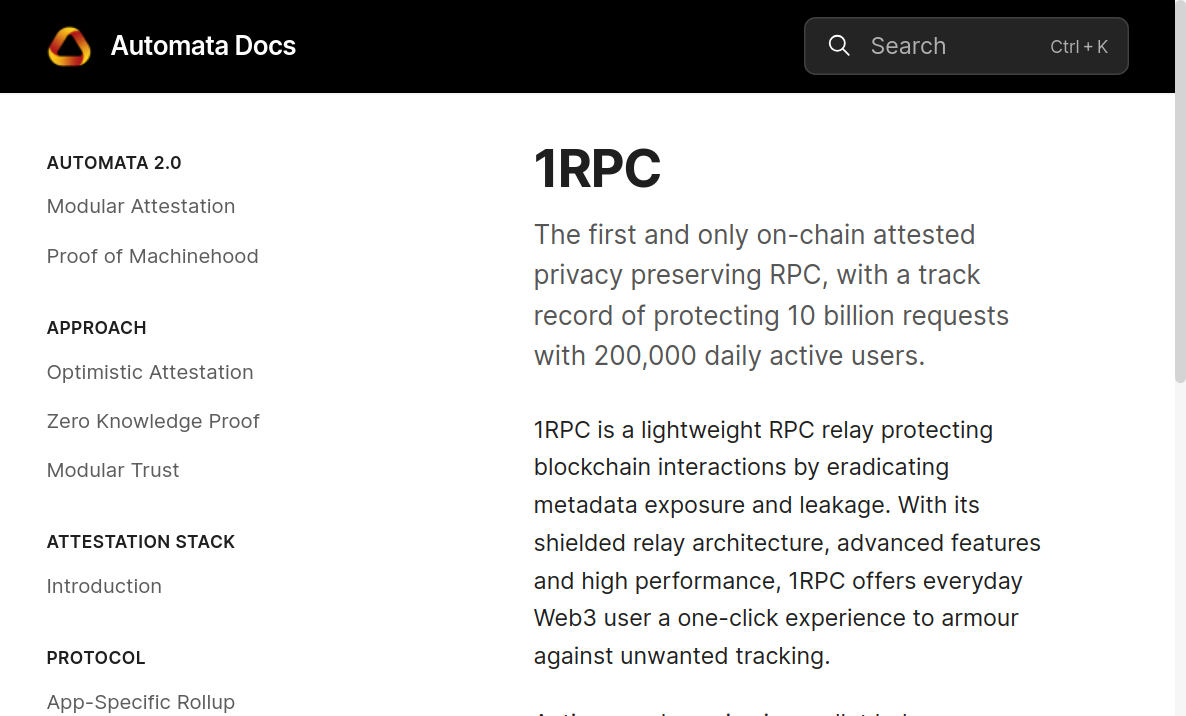 Automata Docs
Search
Ctrl + K
AUTOMATA 2.0
Modular Attestation
Proof of Machinehood
APPROACH
Optimistic Attestation
Zero Knowledge Proof
Modular Trust
ATTESTATION STACK
Introduction
PROTOCOL
App-Specific Rollup
1RPC
The first and only on-chain attested
privacy preserving RPC, with a track
record of protecting 10 billion requests
with 200,000 daily active users.
1RPC is a lightweight RPC relay protecting
blockchain interactions by eradicating
metadata exposure and leakage. With its
shielded relay architecture, advanced features
and high performance, 1RPC offers everyday
Web3 user a one-click experience to armour
against unwanted tracking.